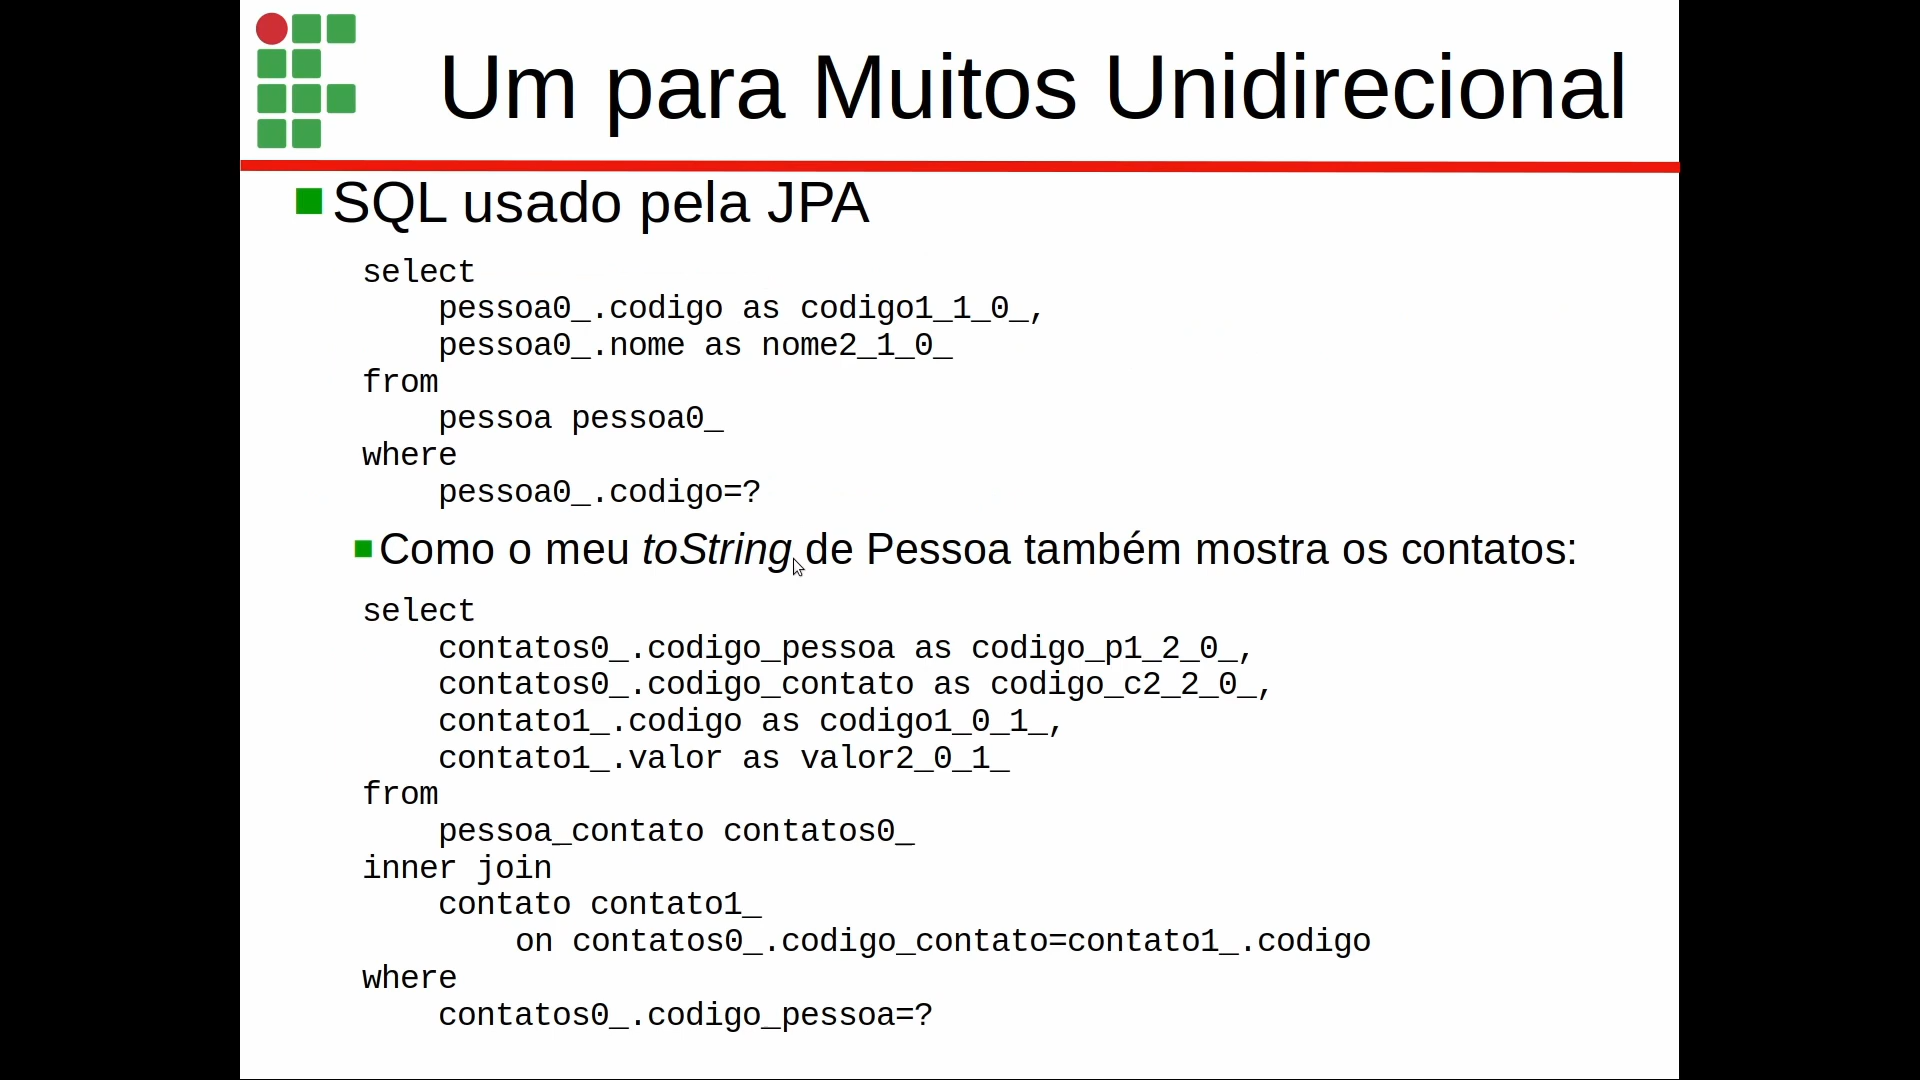 Um para Muitos Unidirecional
SQL usado pela JPA
select
pessoa0_.codigo as codigo1_1_0_,
pessoa0_.nome as nome2_1_0_
from
pessoa pessoa0_
where
pessoa0_.codigo=?
Como o meu toString de Pessoa também mostra os contatos:
select
contatos0_.codigo_pessoa as codigo_p1_2_0_,
contatos0_.codigo_contato as codigo_c2_2_0_,
contato1_.codigo as codigo1_0_1_,
contato1_.valor as valor2_0_1_
from
pessoa_contato contatos0_
inner join
contato contato1_
on contatos0_.codigo_contato=contato1_.codigo
where
contatos0_.codigo_pessoa=?